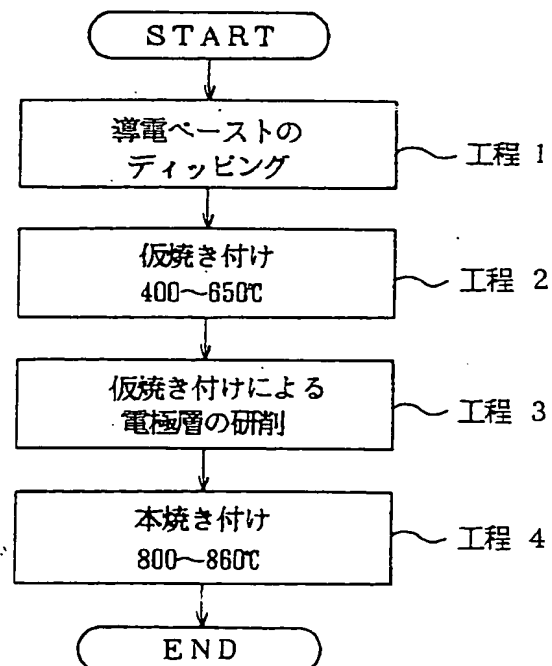 START
導電ペーストの
ディッピング
工程 1
仮焼き付け
400~650℃
工程 2
仮焼き付けによる
電極層の研削
工程 3
本焼き付け
800~860℃
工程 4
END